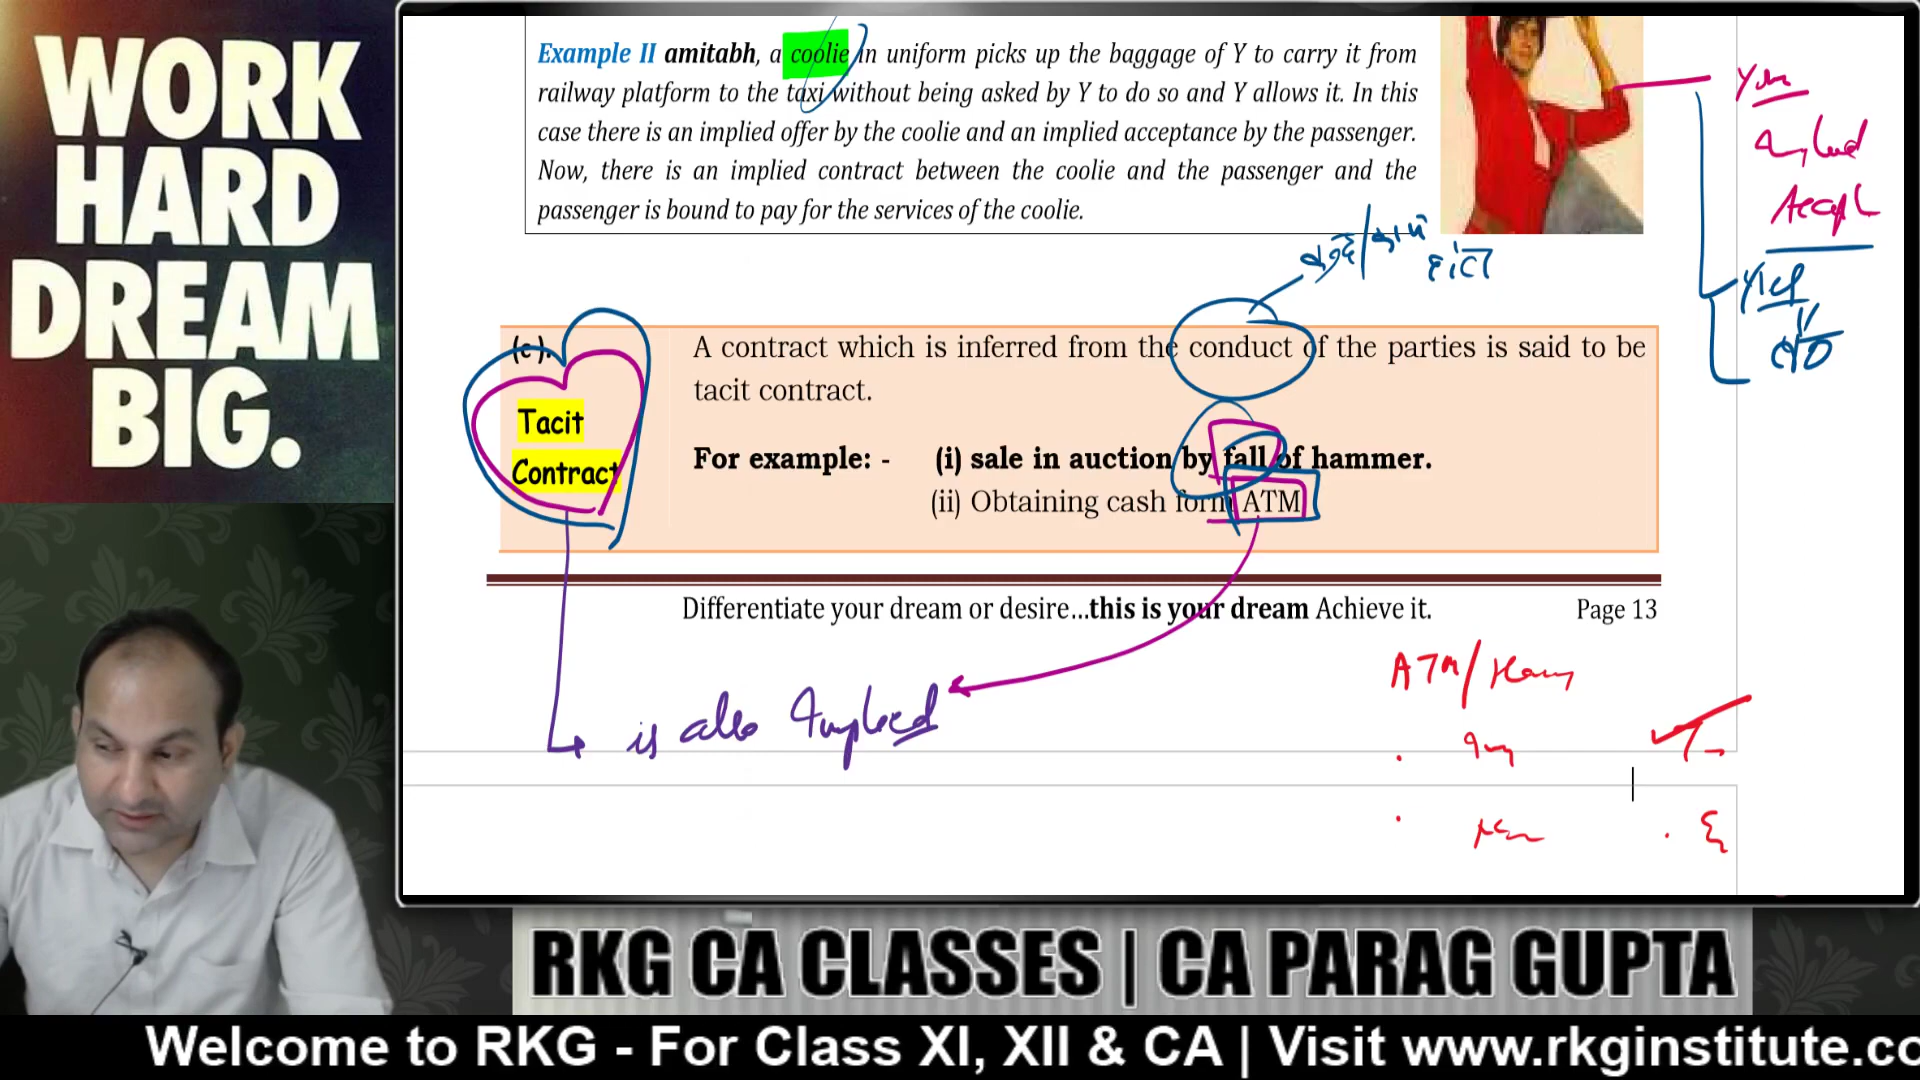 WORK
HARD
DREAM
BIG.
Example II amitabh, a coolie in uniform picks up the baggage of Y to carry it from
railway platform to the taxi without being asked by Y to do so and Y allows it. In this
case there is an implied offer by the coolie and an implied acceptance by the passenger.
Now, there is an implied contract between the coolie and the passenger and the
passenger is bound to pay for the services of the coolie.
(c).
Tacit
Contract
A contract which is inferred from the conduct of the parties is said to be
tacit contract.
For example: - (i) sale in auction by fall of hammer.
(ii) Obtaining cash form ATM
Differentiate your dream or desire...this is your dream Achieve it. Page 13
is also Implied
ATM/
RKG CA CLASSES | CA PARAG GUPTA
Welcome to RKG - For Class XI, XII & CA | Visit www.rkginstitute.co